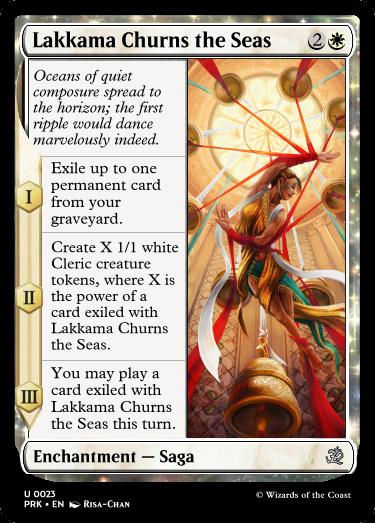 Lakkama Churns the Seas 2
Oceans of quiet
composure spread to
the horizon; the first
ripple would dance
marvelously indeed.
I
Exile up to one
permanent card
from your
graveyard.
II
Create X 1/1 white
Cleric creature
tokens, where X is
the power of a
card exiled with
Lakkama Churns
the Seas.
III
You may play a
card exiled with
Lakkama Churns
the Seas this turn.
Enchantment — Saga
U 0023
PRK • EN Risa-Chan
© Wizards of the Coast